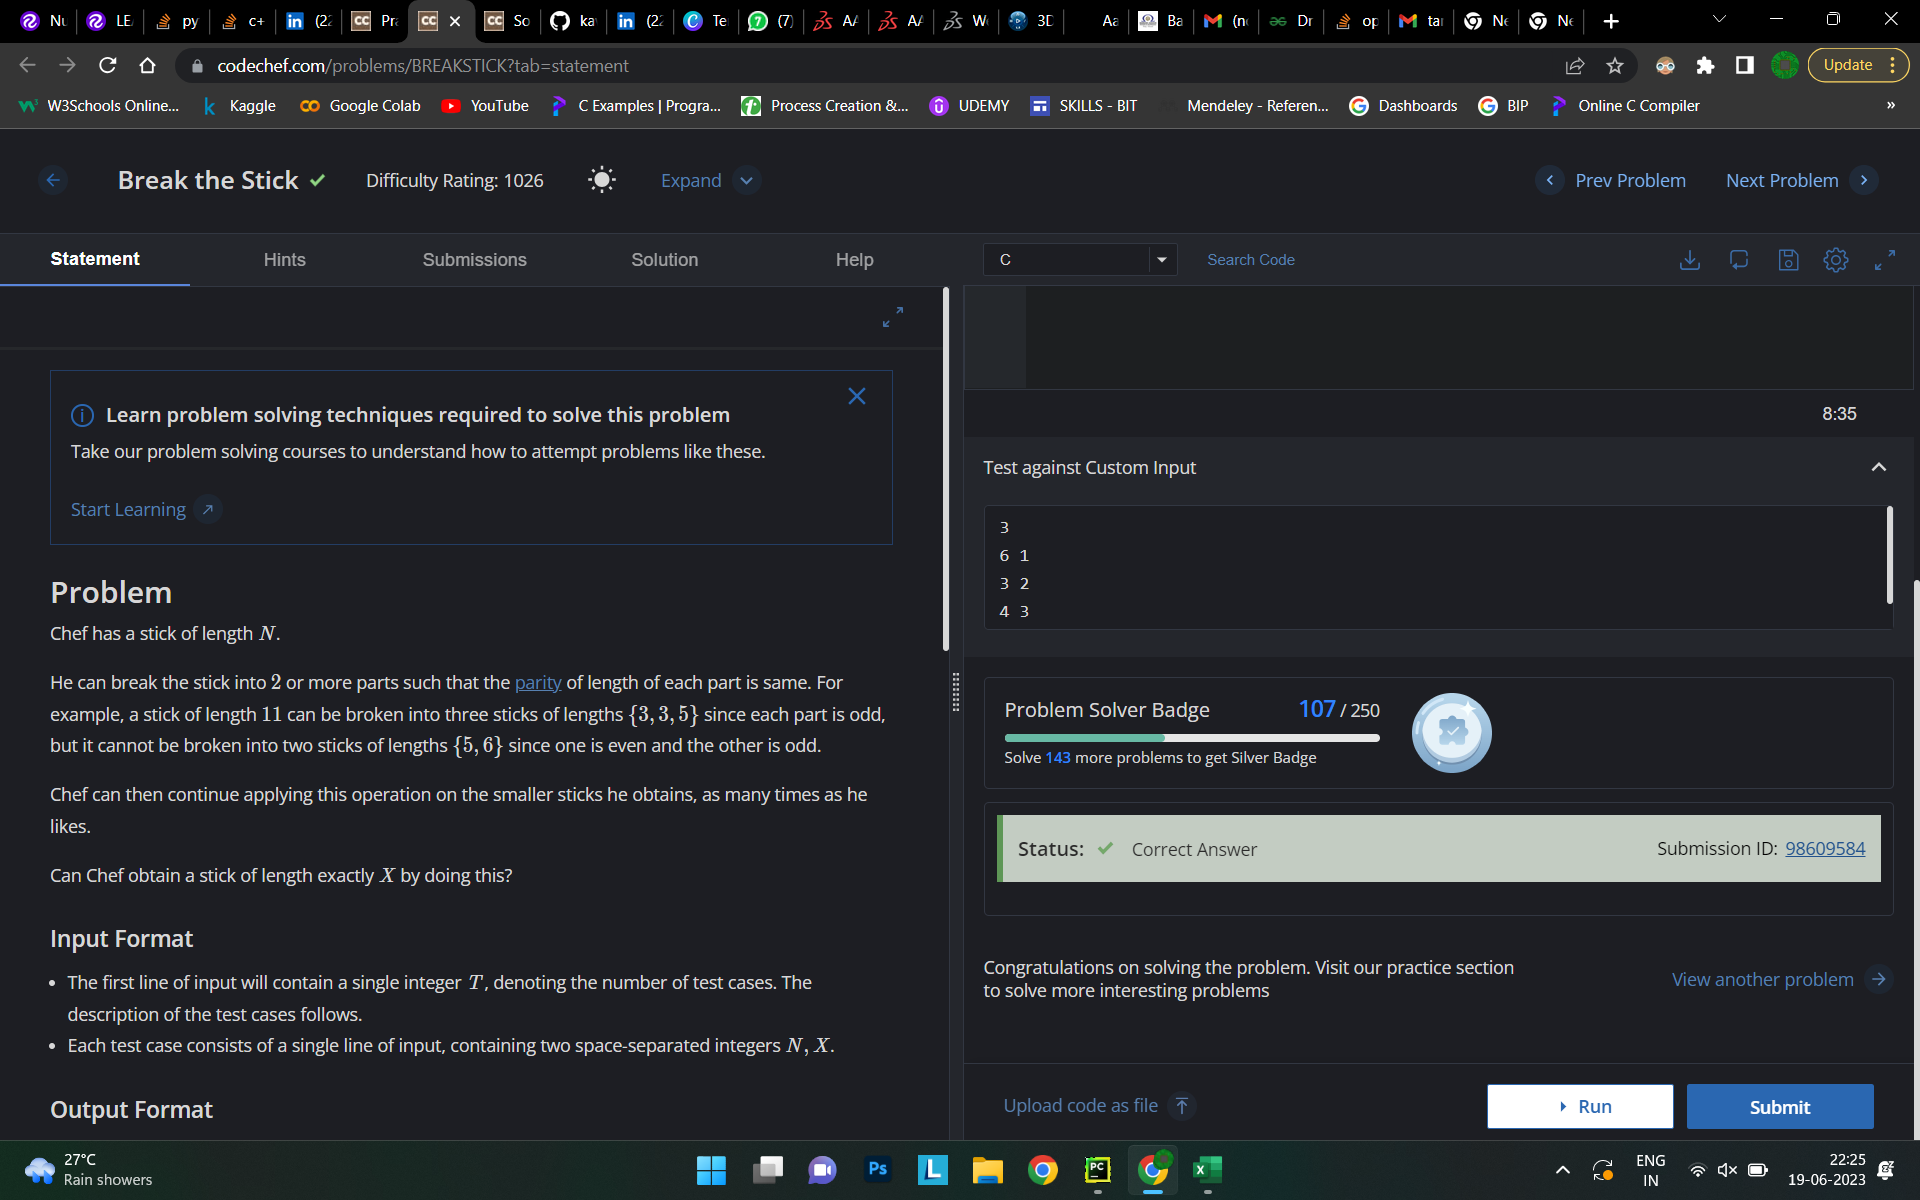 Nu
LEA
py
c+
(22
Pra
So
ka
(22
Te
(7)
AA
AA
W
3D
Aa
Ba
(no
Dr
op
tar
Ne
Ne
codechef.com/problems/BREAKSTICK?tab=statement
Update
W3Schools Online...
Kaggle
Google Colab
YouTube
C Examples | Progra...
Process Creation &...
UDEMY
SKILLS - BIT
Mendeley - Referen...
Dashboards
BIP
Online C Compiler
»
Break the Stick
Difficulty Rating: 1026
Expand
Prev Problem
Next Problem
Statement
Hints
Submissions
Solution
Help
C
Search Code
Learn problem solving techniques required to solve this problem
Take our problem solving courses to understand how to attempt problems like these.
Start Learning
Problem
Chef has a stick of length N.
He can break the stick into 2 or more parts such that the parity of length of each part is same. For
example, a stick of length 11 can be broken into three sticks of lengths {3, 3, 5} since each part is odd,
but it cannot be broken into two sticks of lengths {5, 6} since one is even and the other is odd.
Chef can then continue applying this operation on the smaller sticks he obtains, as many times as he
likes.
Can Chef obtain a stick of length exactly X by doing this?
Input Format
• The first line of input will contain a single integer T, denoting the number of test cases. The
description of the test cases follows.
• Each test case consists of a single line of input, containing two space-separated integers N, X.
Output Format
8:35
Test against Custom Input
3
6 1
3 2
4 3
Problem Solver Badge
107 / 250
Solve 143 more problems to get Silver Badge
Status:
Correct Answer
Submission ID: 98609584
Congratulations on solving the problem. Visit our practice section
to solve more interesting problems
View another problem
Upload code as file
Run
Submit
27°C
Rain showers
Ps
L
PC
ENG
IN
22:25
19-06-2023